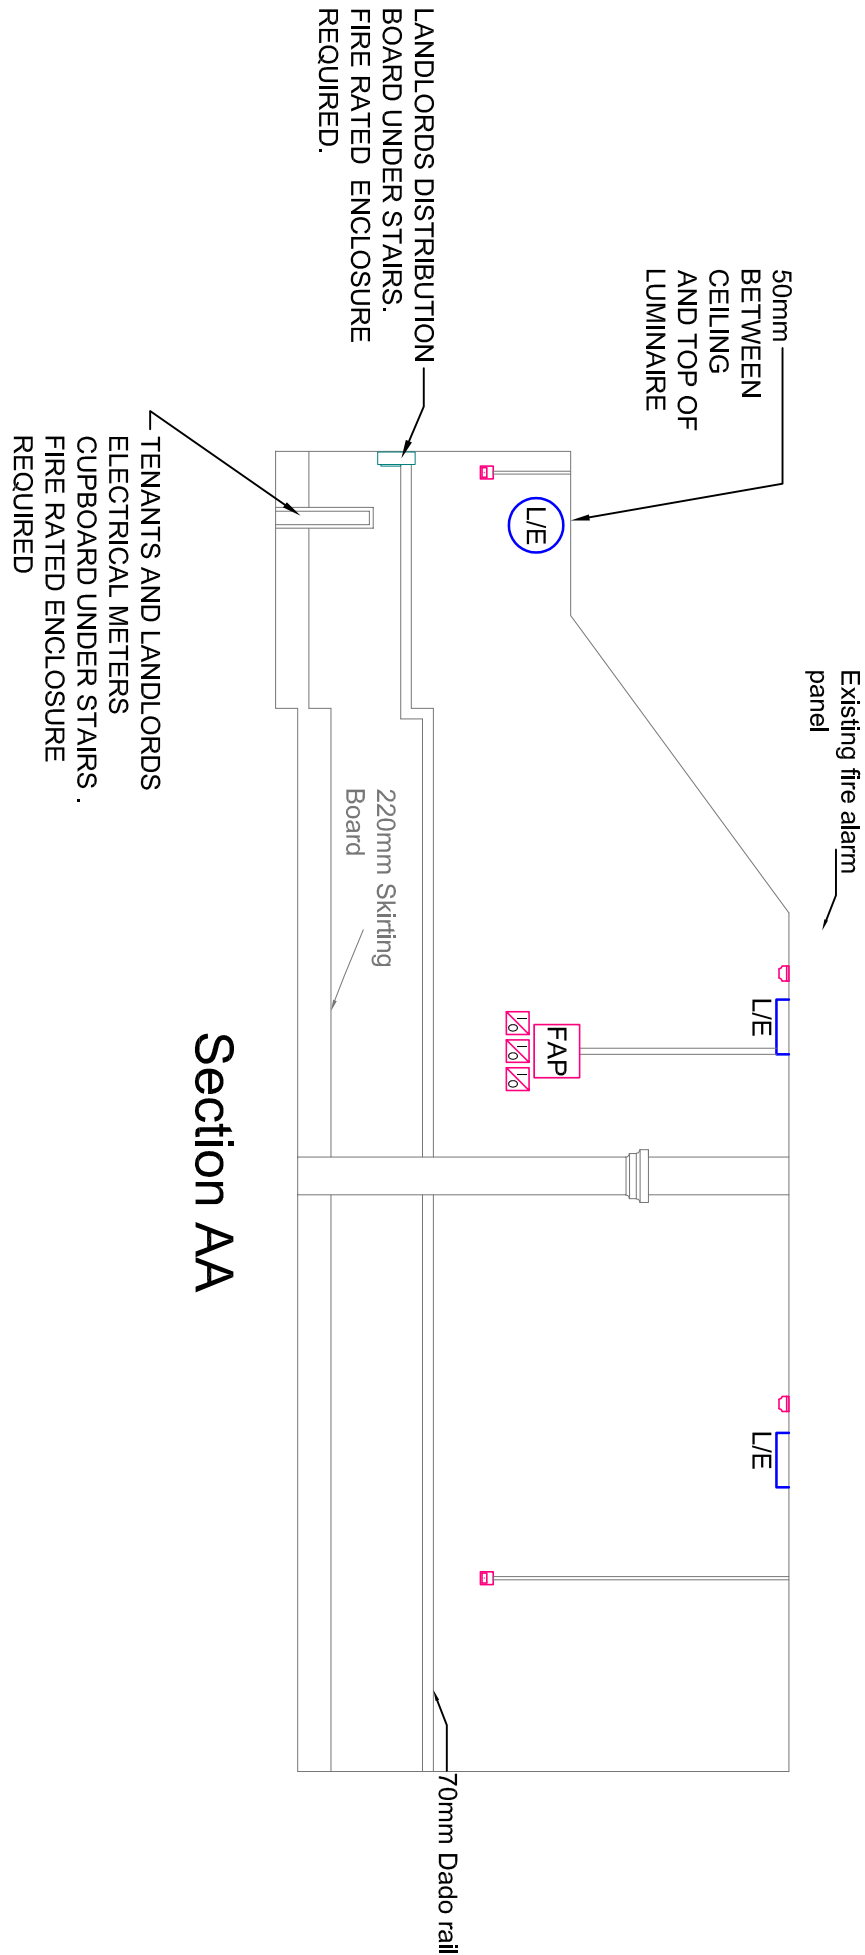 LANDLORDS DISTRIBUTION
BOARD UNDER STAIRS.
FIRE RATED ENCLOSURE
REQUIRED.
50mm
BETWEEN
CEILING
AND TOP OF
LUMINAIRE
Existing fire alarm
panel
L/E
L/E
FAP
L/E
TENANTS AND LANDLORDS
ELECTRICAL METERS
CUPBOARD UNDER STAIRS .
FIRE RATED ENCLOSURE
REQUIRED
220mm Skirting
Board
70mm Dado rail
Section AA